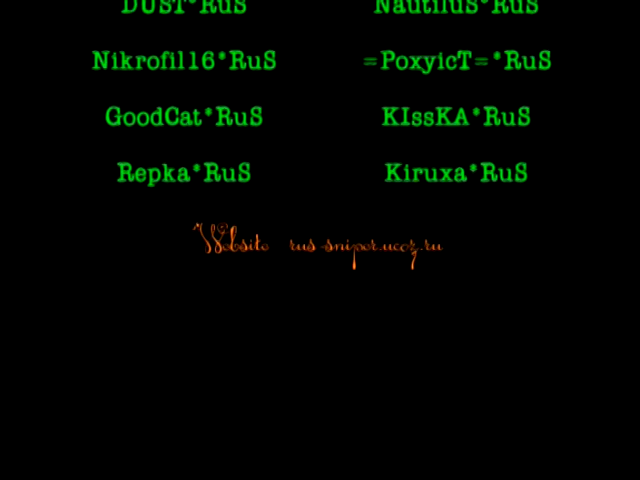 DUST*RuS NautiluS*RuS
Nikrofil16*RuS =PoxyicT=*RuS
GoodCat*RuS KIssKA*RuS
Repka*RuS Kiruxa*RuS
Website rus-sniper.ucoz.ru